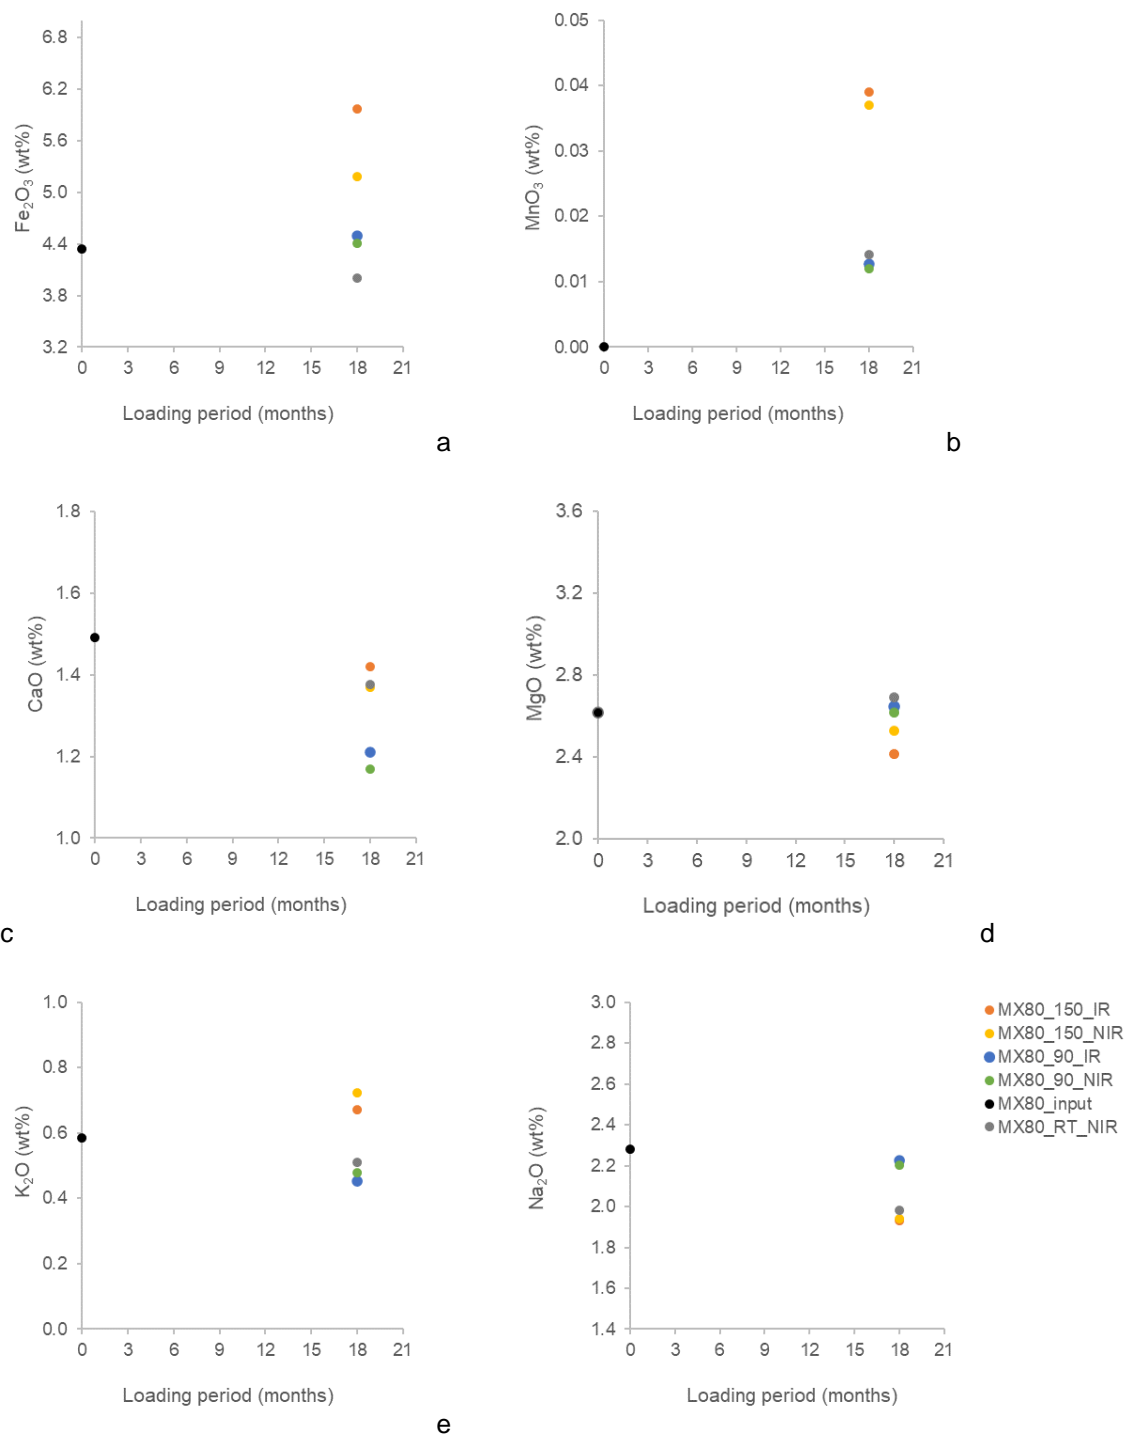 Fe2O3 (wt%)
6.8
6.2
5.6
5.0
4.4
3.8
3.2
0 3 6 9 12 15 18 21
Loading period (months)
a
MnO3 (wt%)
0.05
0.04
0.03
0.02
0.01
0.00
0 3 6 9 12 15 18 21
Loading period (months)
b
CaO (wt%)
1.8
1.6
1.4
1.2
1.0
0 3 6 9 12 15 18 21
Loading period (months)
c
MgO (wt%)
3.6
3.2
2.8
2.4
2.0
0 3 6 9 12 15 18 21
Loading period (months)
d
K2O (wt%)
1.0
0.8
0.6
0.4
0.2
0.0
0 3 6 9 12 15 18 21
Loading period (months)
e
Na2O (wt%)
3.0
2.8
2.6
2.4
2.2
2.0
1.8
1.6
1.4
0 3 6 9 12 15 18 21
Loading period (months)
MX80_150_IR
MX80_150_NIR
MX80_90_IR
MX80_90_NIR
MX80_input
MX80_RT_NIR